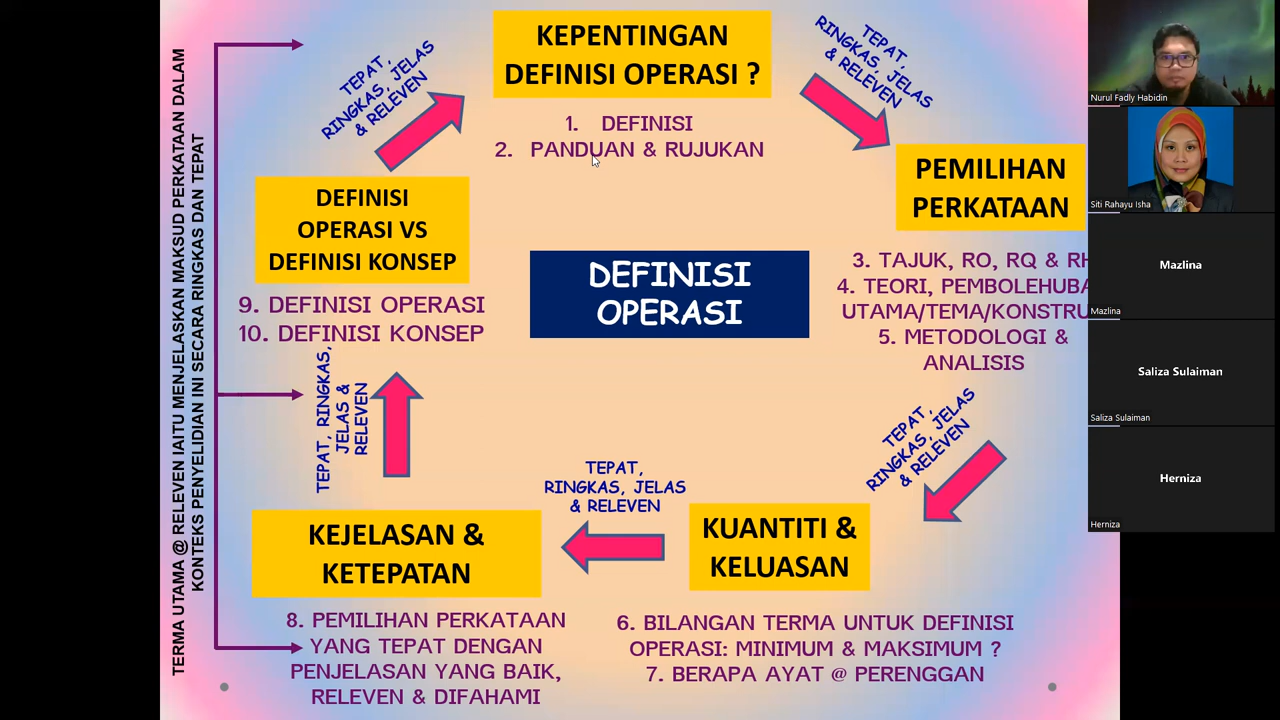 TERMA UTAMA @ RELEVEN IAITU MENJELASKAN MAKSUD PERKATAAN DALAM
KONTEKS PENYELIDIAN INI SECARA RINGKAS DAN TEPAT
KEPENTINGAN
DEFINISI OPERASI ?
1. DEFINISI
2. PANDUAN & RUJUKAN
TEPAT,
RINGKAS, JELAS
& RELEVEN
PEMILIHAN
PERKATAAN
3. TAJUK, RO, RQ & RH
4. TEORI, PEMBOLEHUBA
UTAMA/TEMA/KONSTRU
5. METODOLOGI &
ANALISIS
TEPAT,
RINGKAS, JELAS
& RELEVEN
KUANTITI &
KELUASAN
6. BILANGAN TERMA UNTUK DEFINISI
OPERASI: MINIMUM & MAKSIMUM ?
7. BERAPA AYAT @ PERENGGAN
TEPAT,
RINGKAS, JELAS
& RELEVEN
KEJELASAN &
KETEPATAN
8. PEMILIHAN PERKATAAN
YANG TEPAT DENGAN
PENJELASAN YANG BAIK,
RELEVEN & DIFAHAMI
TEPAT, RINGKAS,
JELAS &
RELEVEN
DEFINISI
OPERASI VS
DEFINISI KONSEP
9. DEFINISI OPERASI
10. DEFINISI KONSEP
TEPAT,
RINGKAS, JELAS
& RELEVEN
DEFINISI
OPERASI
Nurul Fadly Habidin
Siti Rahayu Isha
Mazlina
Mazlina
Saliza Sulaiman
Saliza Sulaiman
Herniza
Herniza